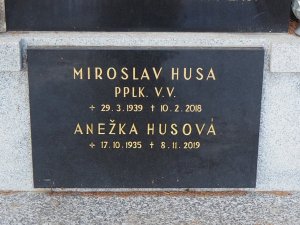 MIROSLAV HUSA
PPLK. V.V.
✧ 29.3.1939 † 10.2.2018
ANEŽKA HUSOVÁ
✧ 17.10.1935 † 8.11.2019